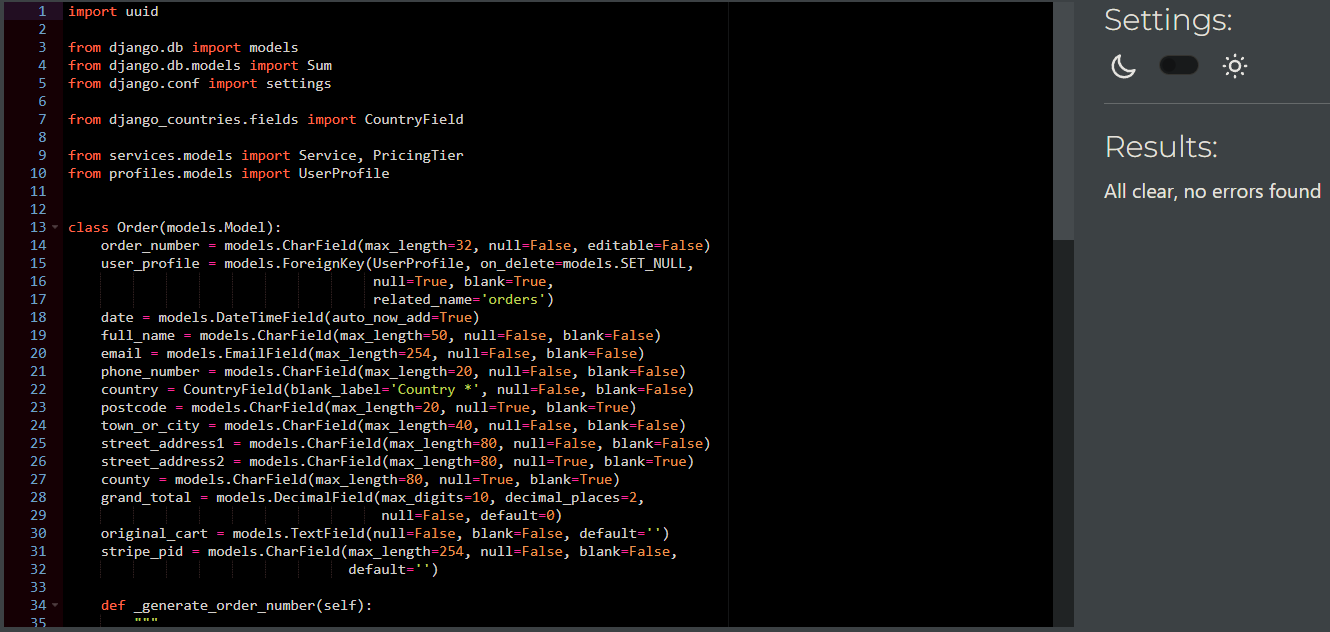 1 import uuid
2
3 from django.db import models
4 from django.db.models import Sum
5 from django.conf import settings
6
7 from django_countries.fields import CountryField
8
9 from services.models import Service, PricingTier
10 from profiles.models import UserProfile
11
12
13 class Order(models.Model):
14     order_number = models.CharField(max_length=32, null=False, editable=False)
15     user_profile = models.ForeignKey(UserProfile, on_delete=models.SET_NULL,
16                                      null=True, blank=True,
17                                      related_name='orders')
18     date = models.DateTimeField(auto_now_add=True)
19     full_name = models.CharField(max_length=50, null=False, blank=False)
20     email = models.EmailField(max_length=254, null=False, blank=False)
21     phone_number = models.CharField(max_length=20, null=False, blank=False)
22     country = CountryField(blank_label='Country *', null=False, blank=False)
23     postcode = models.CharField(max_length=20, null=True, blank=True)
24     town_or_city = models.CharField(max_length=40, null=False, blank=False)
25     street_address1 = models.CharField(max_length=80, null=False, blank=False)
26     street_address2 = models.CharField(max_length=80, null=True, blank=True)
27     county = models.CharField(max_length=80, null=True, blank=True)
28     grand_total = models.DecimalField(max_digits=10, decimal_places=2,
29                                       null=False, default=0)
30     original_cart = models.TextField(null=False, blank=False, default='')
31     stripe_pid = models.CharField(max_length=254, null=False, blank=False,
32                                   default='')
33
34     def _generate_order_number(self):
35         """
Settings:
Results:
All clear, no errors found